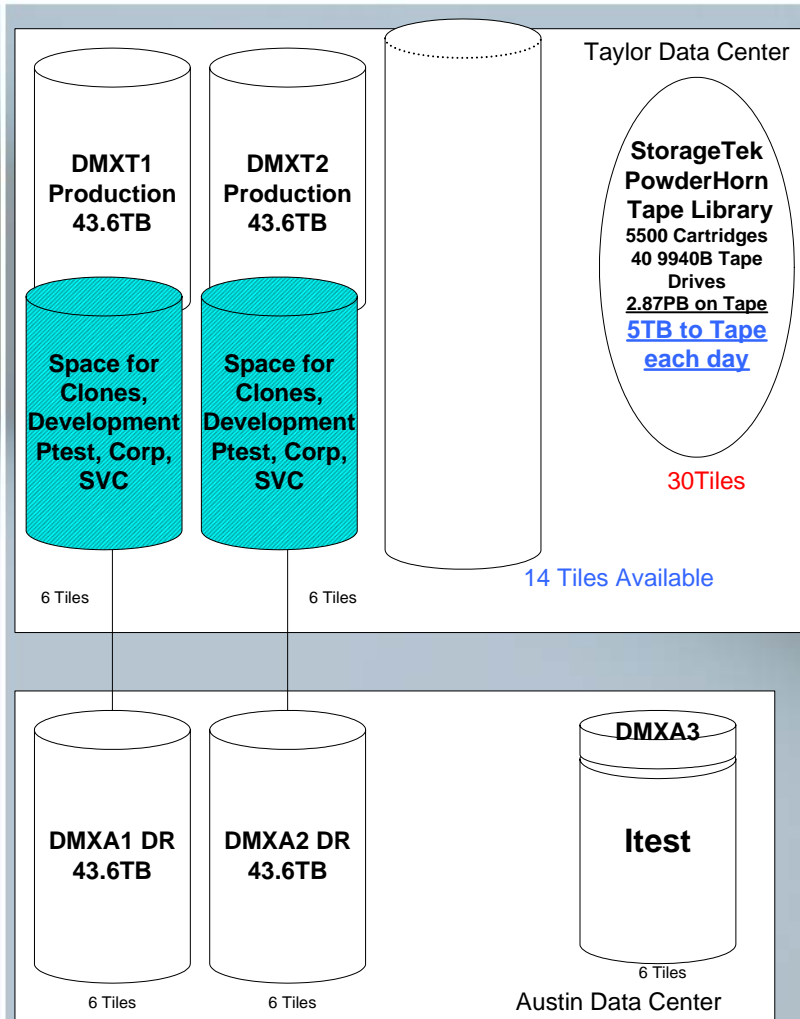 Taylor Data Center
DMXT1
Production
43.6TB
DMXT2
Production
43.6TB
StorageTek
PowderHorn
Tape Library
5500 Cartridges
40 9940B Tape
Drives
2.87PB on Tape
5TB to Tape
each day
30Tiles
Space for
Clones,
Development
Ptest, Corp,
SVC
Space for
Clones,
Development
Ptest, Corp,
SVC
14 Tiles Available
6 Tiles
6 Tiles
DMXA1 DR
43.6TB
DMXA2 DR
43.6TB
DMXA3
Itest
6 Tiles
6 Tiles
6 Tiles
Austin Data Center